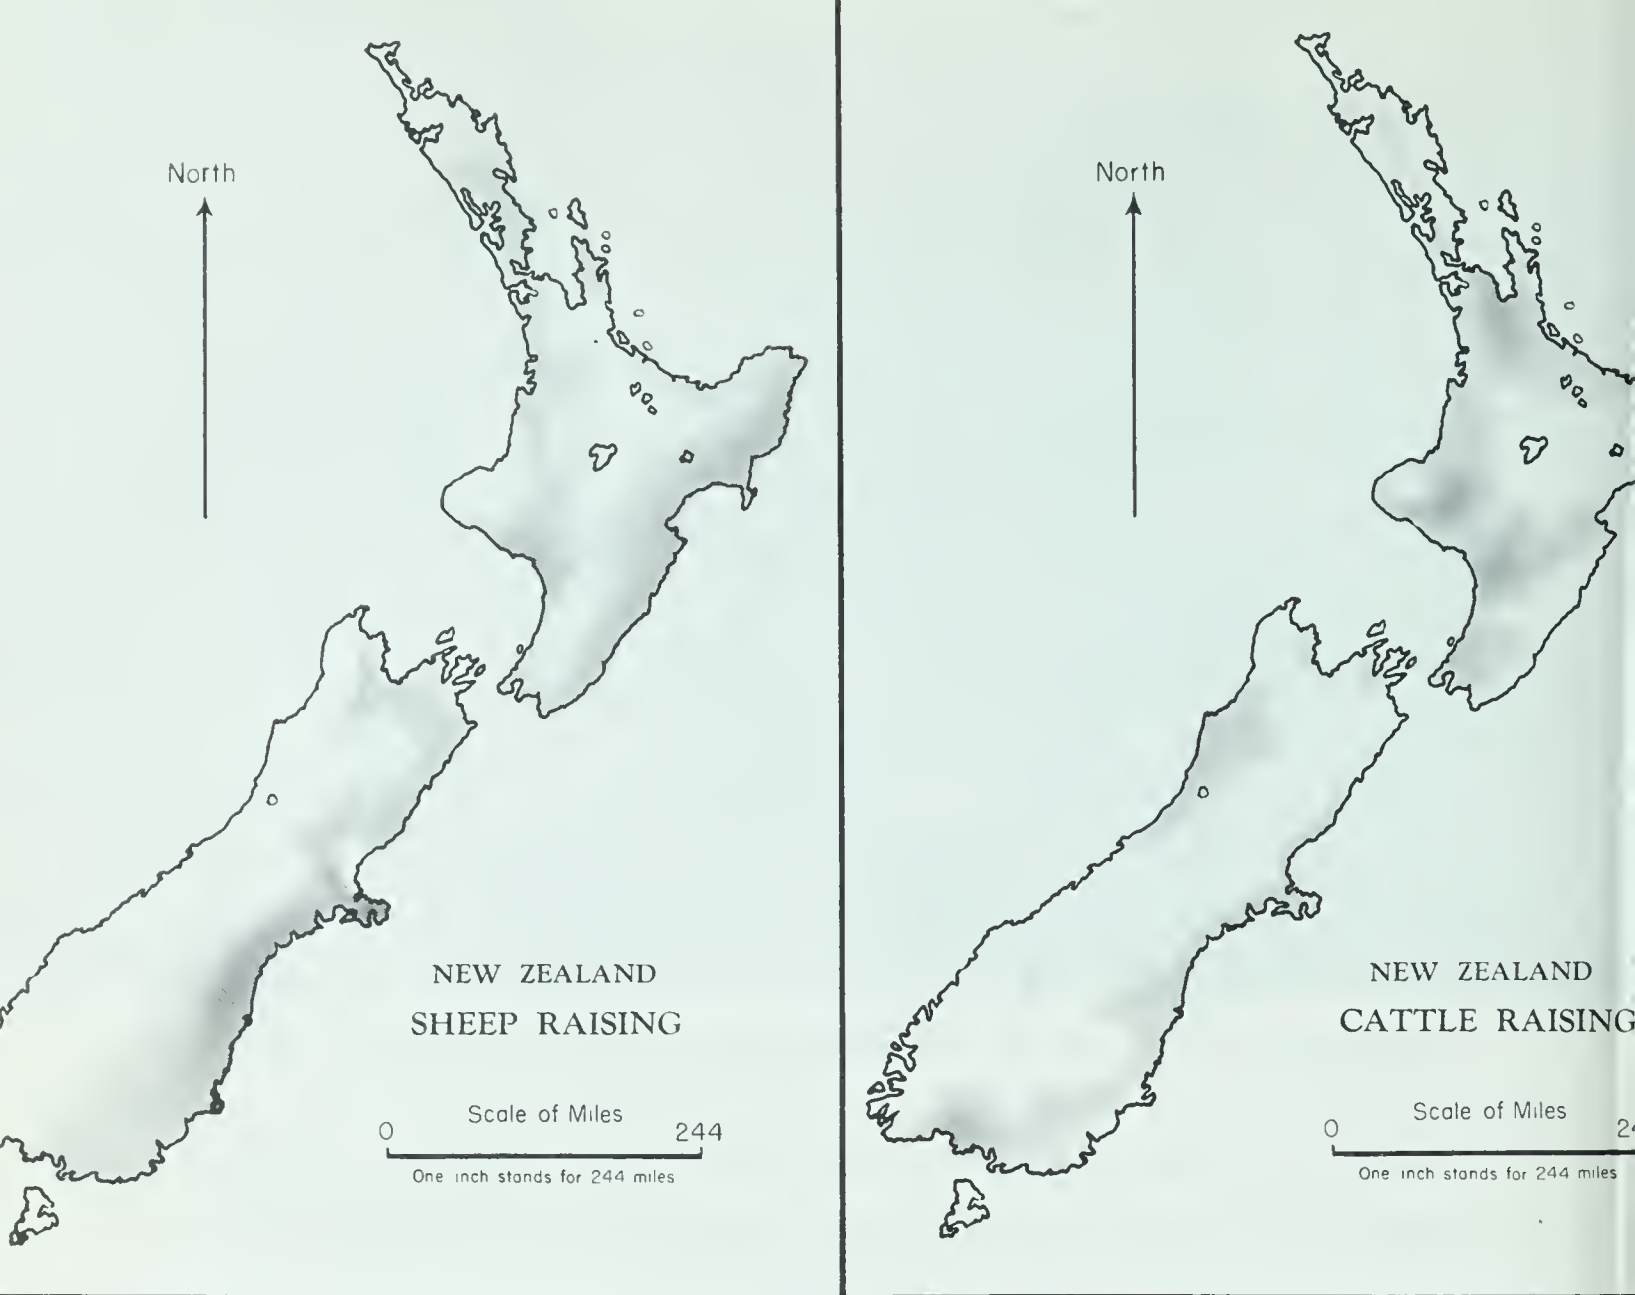 North
NEW ZEALAND
SHEEP RAISING
Scale of Miles
0 244
One inch stands for 244 miles
North
NEW ZEALAND
CATTLE RAISING
Scale of Miles
0 24
One inch stands for 244 miles